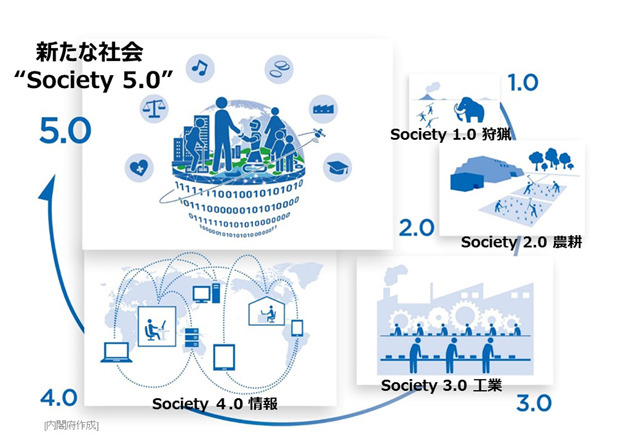 新たな社会
“Society 5.0”
5.0
1.0
Society 1.0 狩猟
2.0
Society 2.0 農耕
3.0
Society 3.0 工業
4.0
Society 4.0 情報
[内閣府作成]